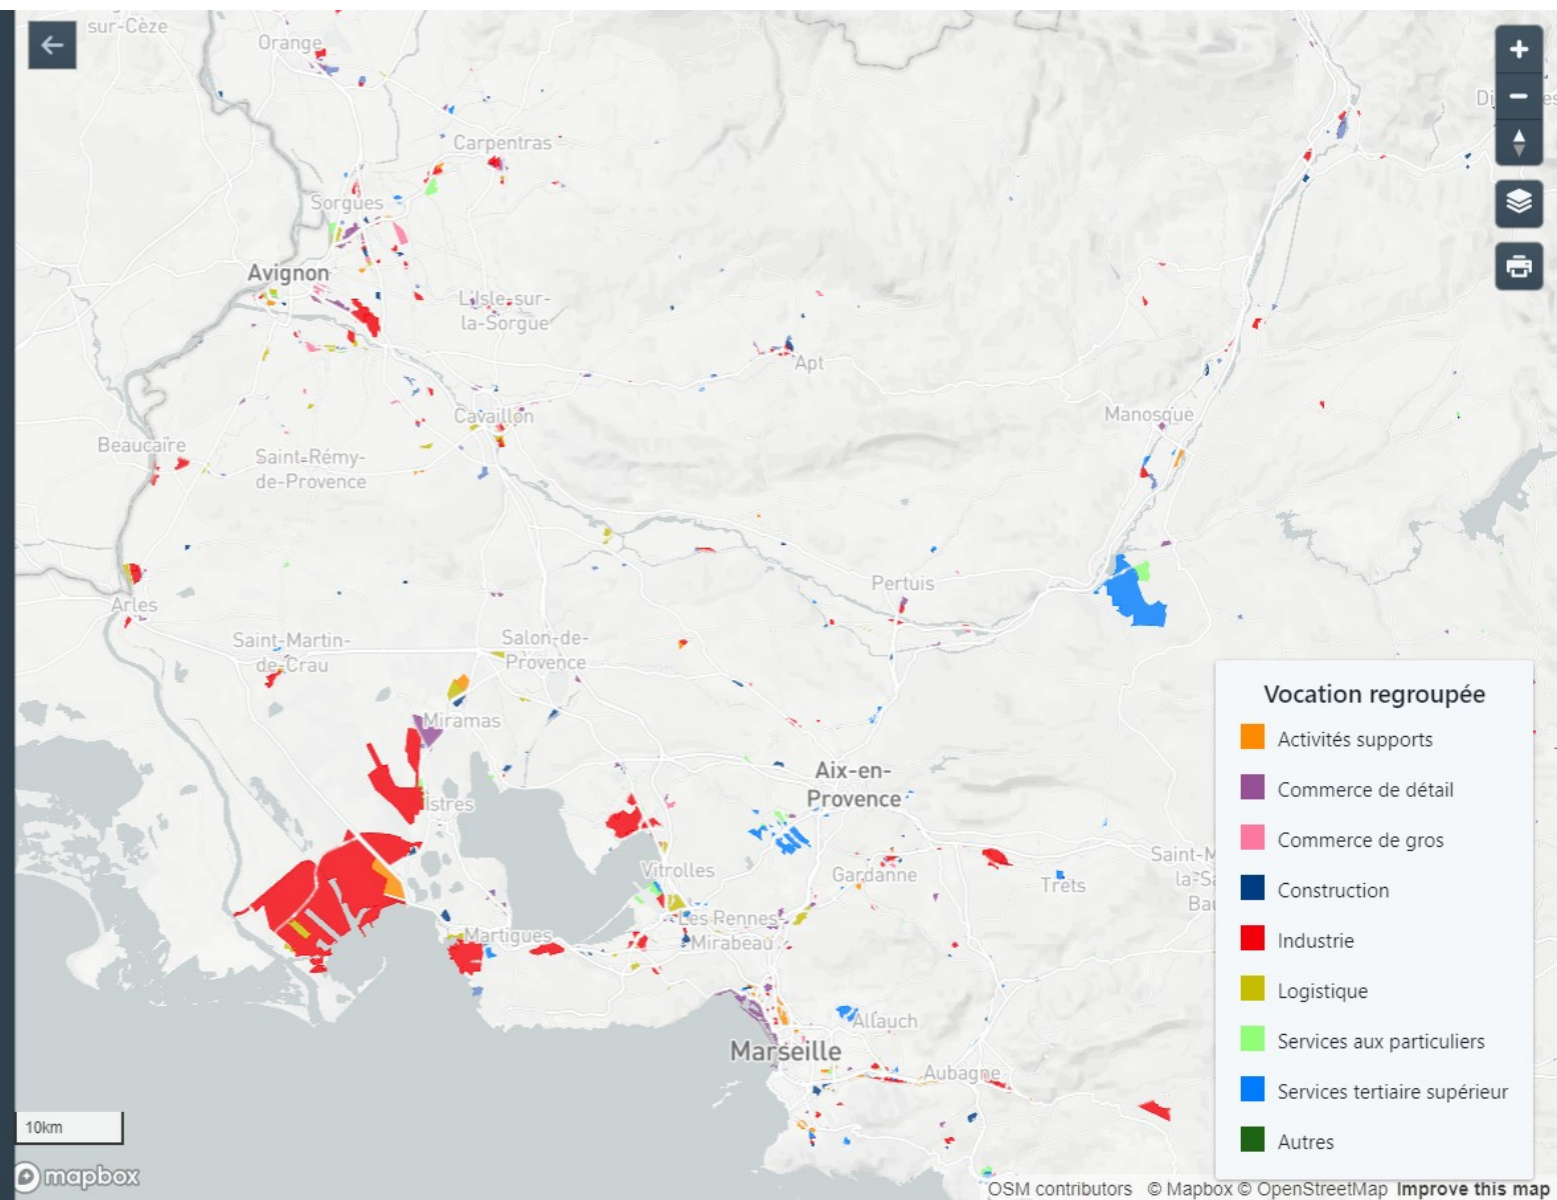 sur-Cèze
Orange
Carpentras
Sorgues
Avignon
L'Isle-sur-
la-Sorgue
Apt
Manosque
Cavaillon
Beaucaire
Saint-Rémy-
de-Provence
Pertuis
Arles
Saint-Martin-
de-Crau
Salon-de-
Provence
Miramas
Istres
Aix-en-
Provence
Vitrolles
Gardanne
Trets
Les Pennes-
Mirabeau
Martigues
Allauch
Marseille
Aubagne
Vocation regroupée
Activités supports
Commerce de détail
Commerce de gros
Construction
Industrie
Logistique
Services aux particuliers
Services tertiaire supérieur
Autres
10km
mapbox
OSM contributors © Mapbox © OpenStreetMap Improve this map